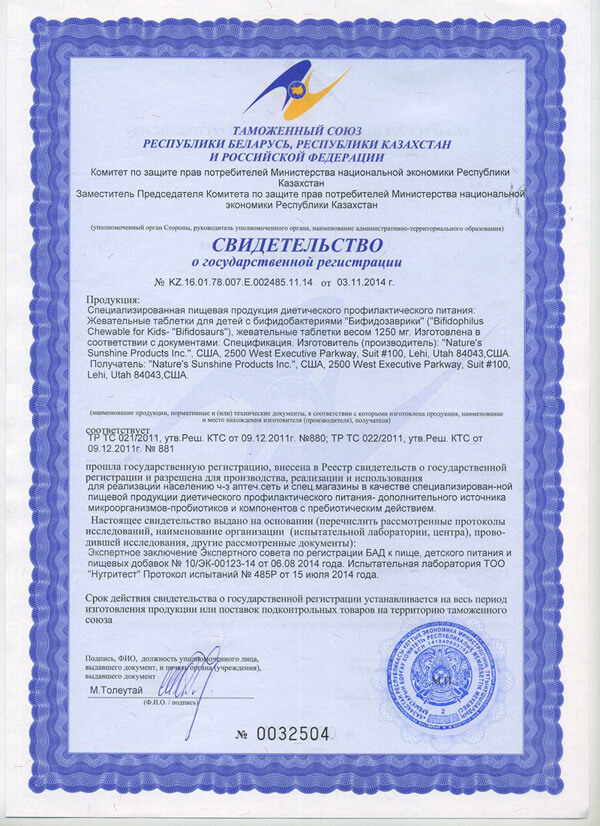 ТАМОЖЕННЫЙ СОЮЗ
РЕСПУБЛИКИ БЕЛАРУСЬ, РЕСПУБЛИКИ КАЗАХСТАН
И РОССИЙСКОЙ ФЕДЕРАЦИИ
Комитет по защите прав потребителей Министерства национальной экономики Республики
Казахстан
Заместитель Председателя Комитета по защите прав потребителей Министерства национальной
экономики Республики Казахстан
(уполномоченный орган Стороны, руководитель уполномоченного органа, наименование административно-территориального образования)
СВИДЕТЕЛЬСТВО
о государственной регистрации
№ KZ.16.01.78.007.E.002485.11.14 от 03.11.2014 г.
Продукция:
Специализированная пищевая продукция диетического профилактического питания:
Жевательные таблетки для детей с бифидобактериями "Бифидозаврики" ("Bifidophilus
Chewable for Kids- "Bifidosaurs"), жевательные таблетки весом 1250 мг. Изготовлена в
соответствии с документами: Спецификация. Изготовитель (производитель): "Nature's
Sunshine Products Inc.", США, 2500 West Executive Parkway, Suit #100, Lehi, Utah 84043,США.
Получатель: "Nature's Sunshine Products Inc.", США, 2500 West Executive Parkway, Suit #100,
Lehi, Utah 84043,США.
(наименование продукции, нормативные и (или) технические документы, в соответствии с которыми изготовлена продукция, наименование
и место нахождения изготовителя (производителя), получателя)
соответствует
ТР ТС 021/2011, утв.Реш. КТС от 09.12.2011г. №880; ТР ТС 022/2011, утв.Реш. КТС от
09.12.2011г. № 881
прошла государственную регистрацию, внесена в Реестр свидетельств о государственной
регистрации и разрешена для производства, реализации и использования
для реализации населению ч-з аптеч.сеть и спец.магазины в качестве специализирован-ной
пищевой продукции диетического профилактического питания- дополнительного источника
микроорганизмов-пробиотиков и компонентов с пребиотическим действием.
Настоящее свидетельство выдано на основании (перечислить рассмотренные протоколы
исследований, наименование организации (испытательной лаборатории, центра), прово-
дившей исследования, другие рассмотренные документы):
Экспертное заключение Экспертного совета по регистрации БАД к пище, детского питания и
пищевых добавок № 10/ЭК-00123-14 от 06.08 2014 года. Испытательная лаборатория ТОО
"Нутритест" Протокол испытаний № 485Р от 15 июля 2014 года.
Срок действия свидетельства о государственной регистрации устанавливается на весь период
изготовления продукции или поставок подконтрольных товаров на территорию таможенного
союза
Подпись, ФИО, должность уполномоченного лица,
выдавшего документ, и печать органа (учреждения),
выдавшего документ
М.Толеутай
(Ф.И.О. / подпись)
М.П.
№ 0032504